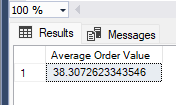 100 %
Results Messages
Average Order Value
1 38.3072623343546